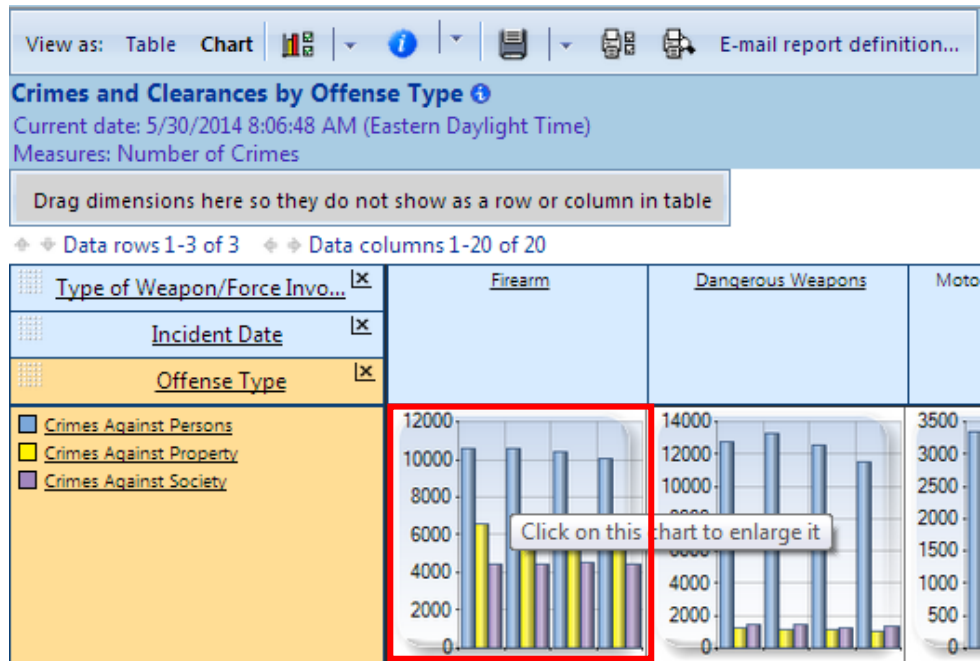 View as: Table Chart E-mail report definition...
Crimes and Clearances by Offense Type
Current date: 5/30/2014 8:06:48 AM (Eastern Daylight Time)
Measures: Number of Crimes
Drag dimensions here so they do not show as a row or column in table
Data rows 1-3 of 3 Data columns 1-20 of 20
Type of Weapon/Force Invo...
Incident Date
Offense Type
Firearm Dangerous Weapons Moto
Crimes Against Persons
Crimes Against Property
Crimes Against Society
12000
10000
8000
6000
4000
2000
0
Click on this chart to enlarge it
14000
12000
10000
4000
2000
0
3500
3000
2500
2000
1500
1000
500
0